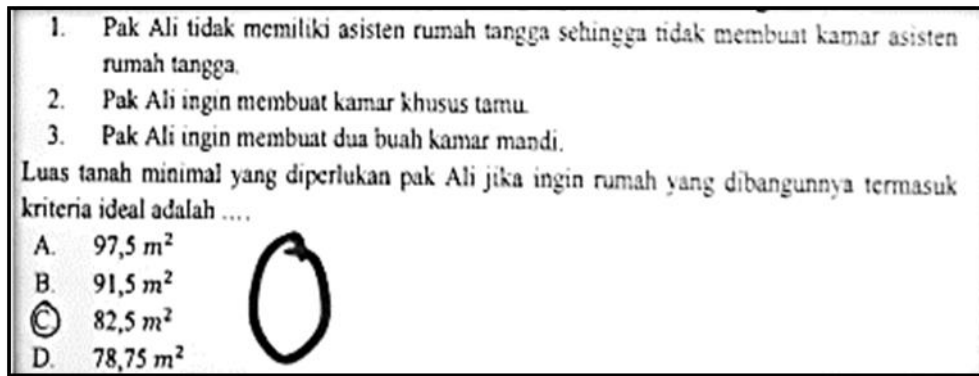 1. Pak Ali tidak memiliki asisten rumah tangga sehingga tidak membuat kamar asisten
rumah tangga.
2. Pak Ali ingin membuat kamar khusus tamu.
3. Pak Ali ingin membuat dua buah kamar mandi.
Luas tanah minimal yang diperlukan pak Ali jika ingin rumah yang dibangunnya termasuk
kriteria ideal adalah ....
A. 97,5 m²
B. 91,5 m²
C. 82,5 m²
D. 78,75 m²